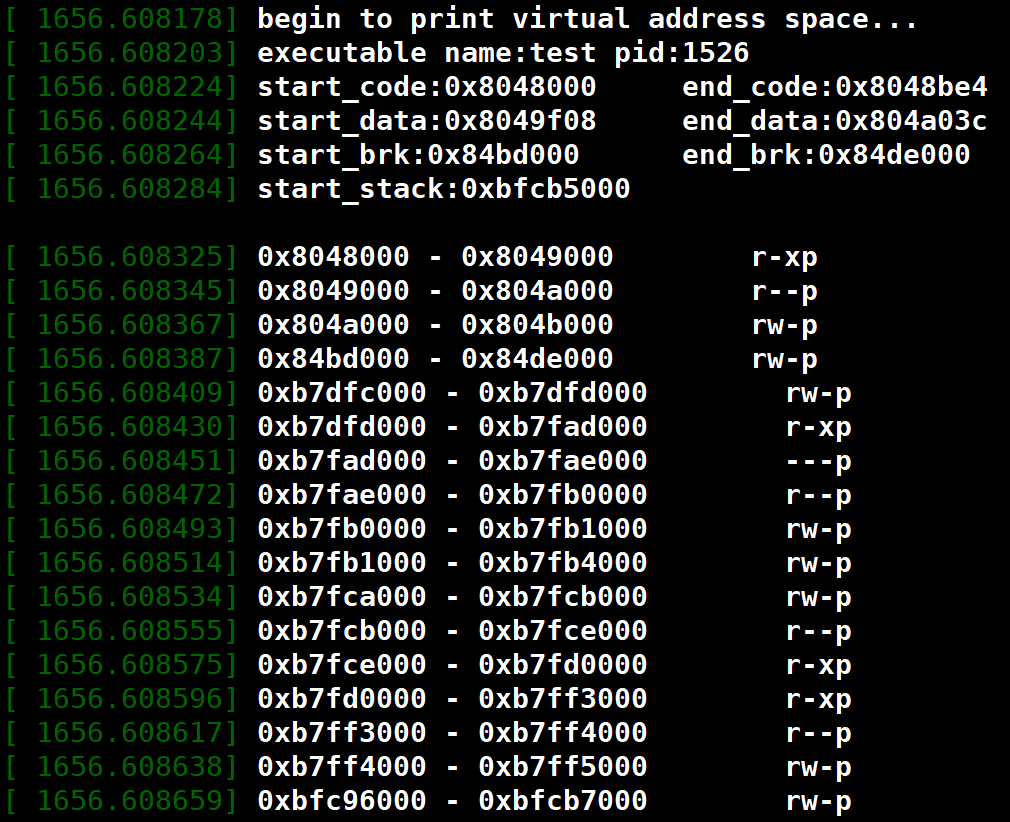 [ 1656.608178] begin to print virtual address space...
[ 1656.608203] executable name:test pid:1526
[ 1656.608224] start_code:0x8048000     end_code:0x8048be4
[ 1656.608244] start_data:0x8049f08     end_data:0x804a03c
[ 1656.608264] start_brk:0x84bd000      end_brk:0x84de000
[ 1656.608284] start_stack:0xbfcb5000
[ 1656.608325] 0x8048000 - 0x8049000        r-xp
[ 1656.608345] 0x8049000 - 0x804a000        r--p
[ 1656.608367] 0x804a000 - 0x804b000        rw-p
[ 1656.608387] 0x84bd000 - 0x84de000        rw-p
[ 1656.608409] 0xb7dfc000 - 0xb7dfd000        rw-p
[ 1656.608430] 0xb7dfd000 - 0xb7fad000        r-xp
[ 1656.608451] 0xb7fad000 - 0xb7fae000        ---p
[ 1656.608472] 0xb7fae000 - 0xb7fb0000        r--p
[ 1656.608493] 0xb7fb0000 - 0xb7fb1000        rw-p
[ 1656.608514] 0xb7fb1000 - 0xb7fb4000        rw-p
[ 1656.608534] 0xb7fca000 - 0xb7fcb000        rw-p
[ 1656.608555] 0xb7fcb000 - 0xb7fce000        r--p
[ 1656.608575] 0xb7fce000 - 0xb7fd0000        r-xp
[ 1656.608596] 0xb7fd0000 - 0xb7ff3000        r-xp
[ 1656.608617] 0xb7ff3000 - 0xb7ff4000        r--p
[ 1656.608638] 0xb7ff4000 - 0xb7ff5000        rw-p
[ 1656.608659] 0xbfc96000 - 0xbfcb7000        rw-p